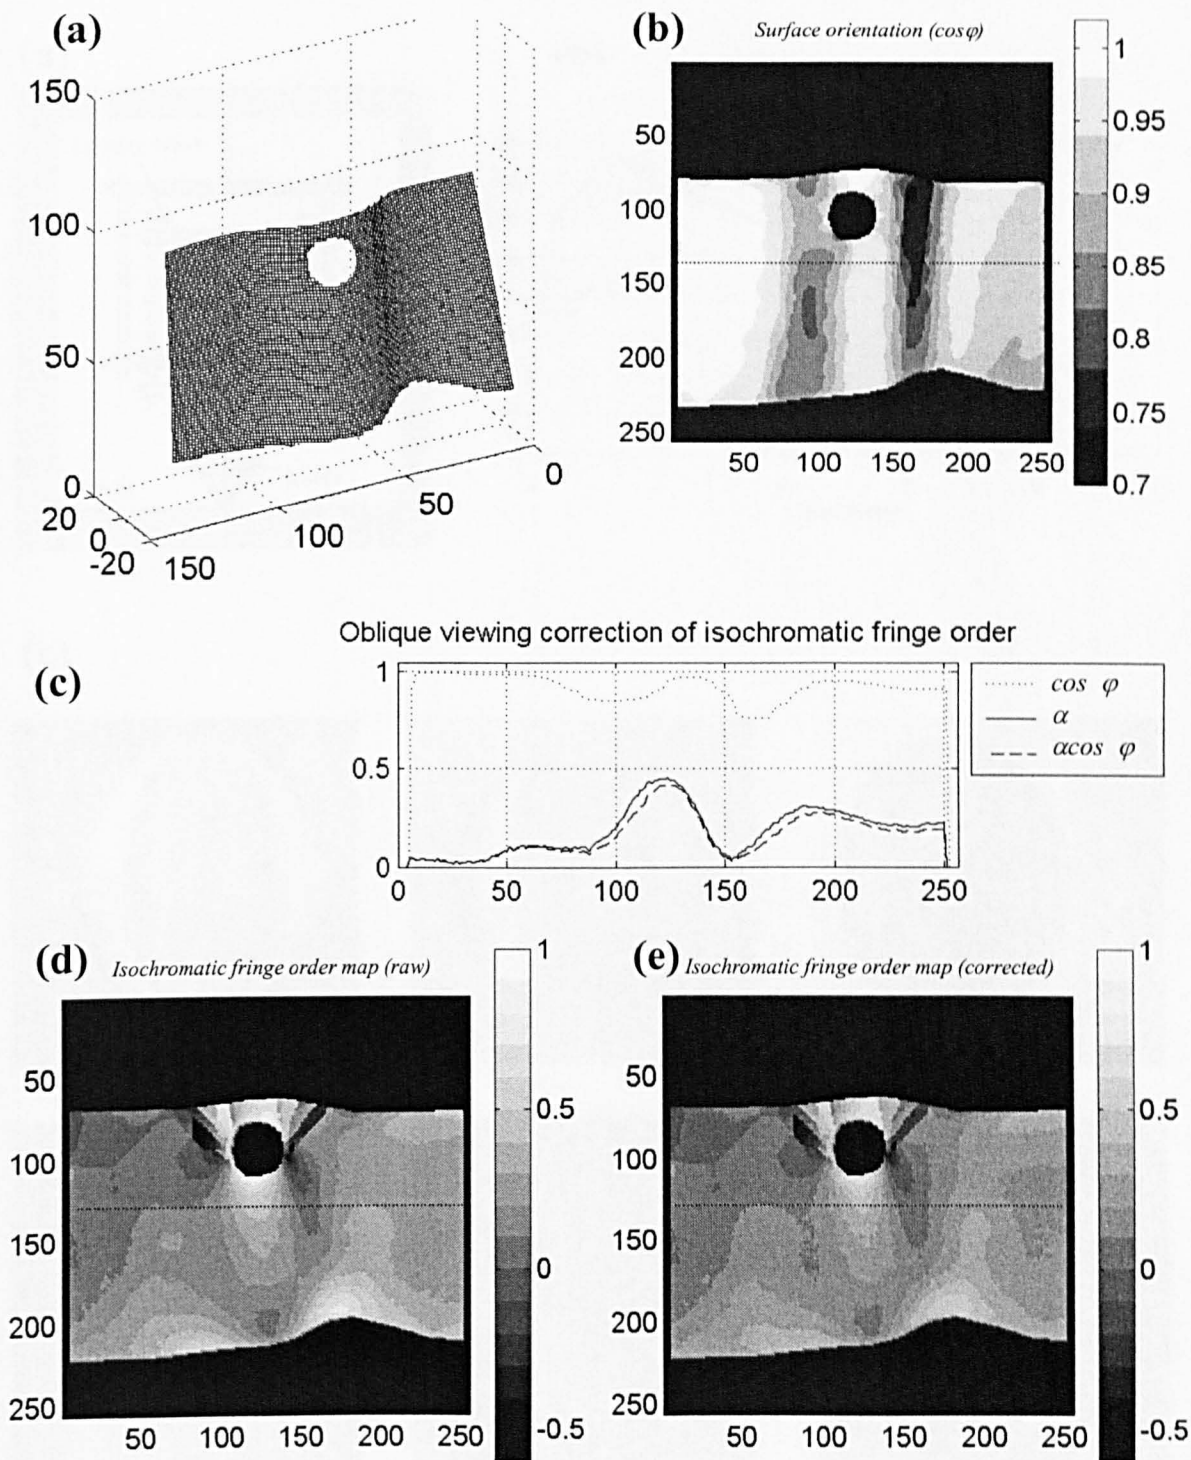 (a)
150
100
50
0
20
0
-20
150
100
50
0
(b)
Surface orientation (cosφ)
50
100
150
200
250
50 100 150 200 250
1
0.95
0.9
0.85
0.8
0.75
0.7
Oblique viewing correction of isochromatic fringe order
(c)
1
0.5
0
0 50 100 150 200 250
cos φ
α
αcos φ
(d)
Isochromatic fringe order map (raw)
50
100
150
200
250
50 100 150 200 250
1
0.5
0
-0.5
(e)
Isochromatic fringe order map (corrected)
50
100
150
200
250
50 100 150 200 250
1
0.5
0
-0.5